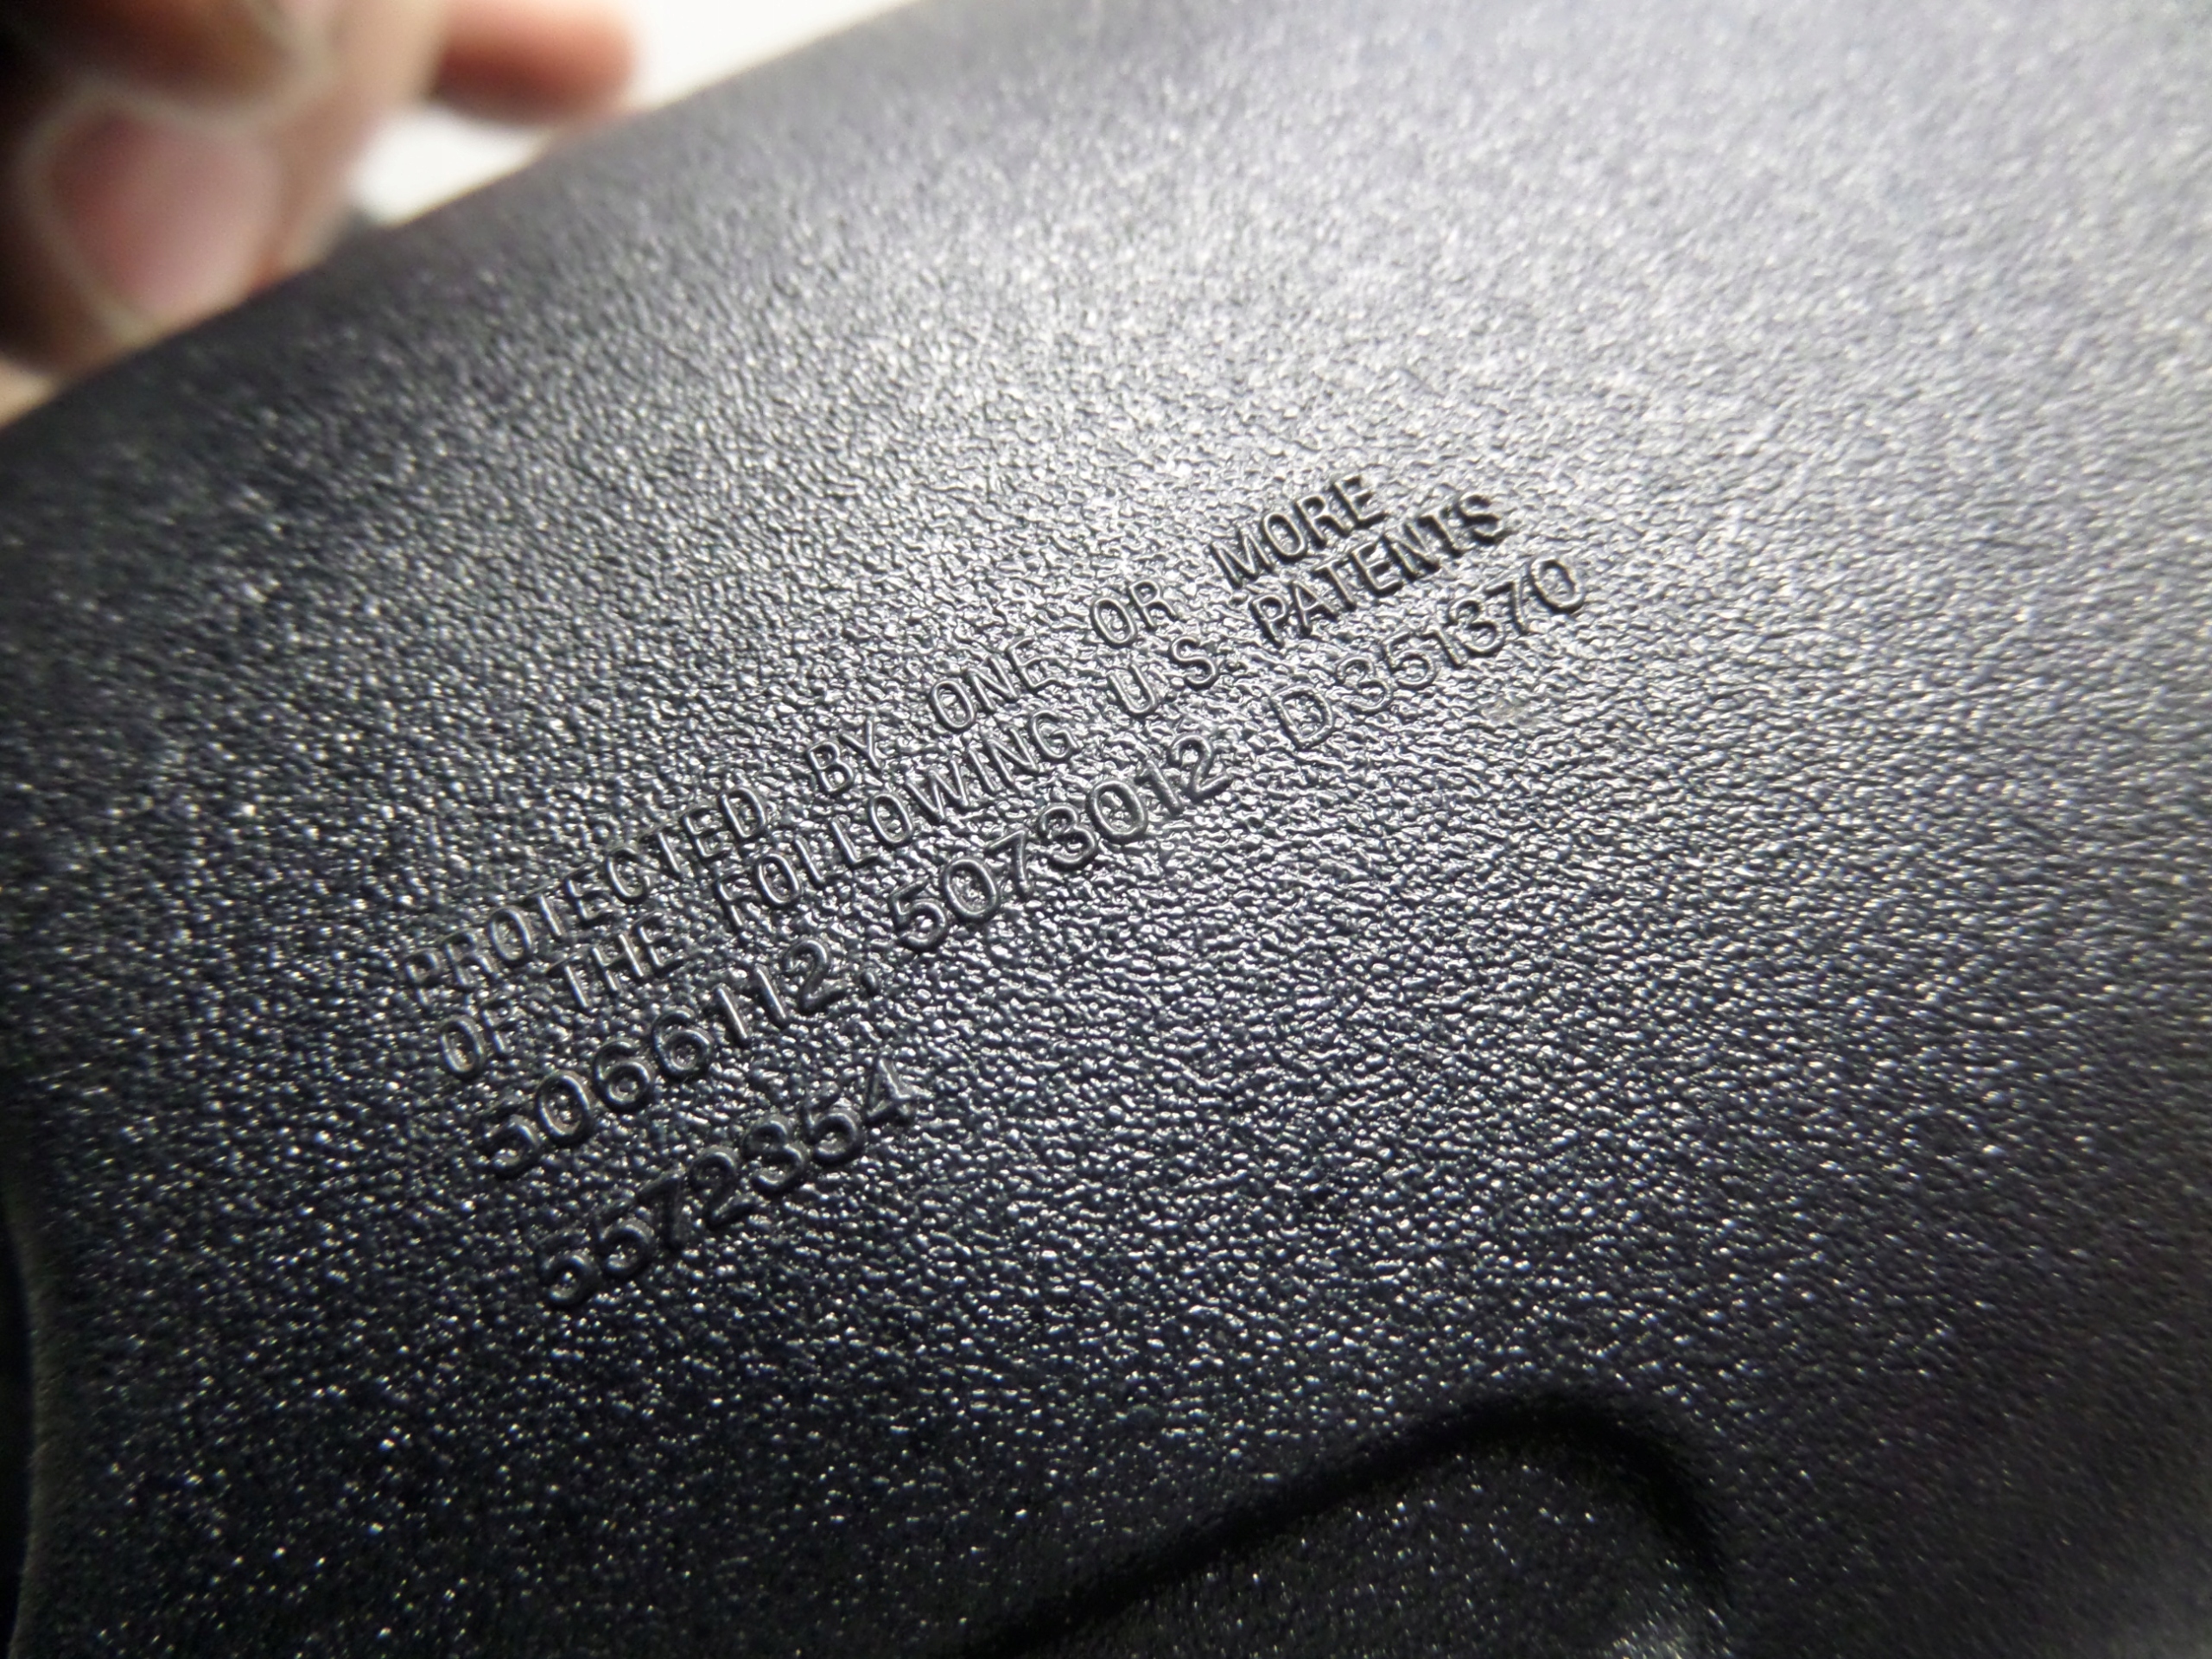 PROTECTED BY ONE OR MORE
OF THE FOLLOWING U.S. PATENTS
5066112, 5073012 D351370
5572354